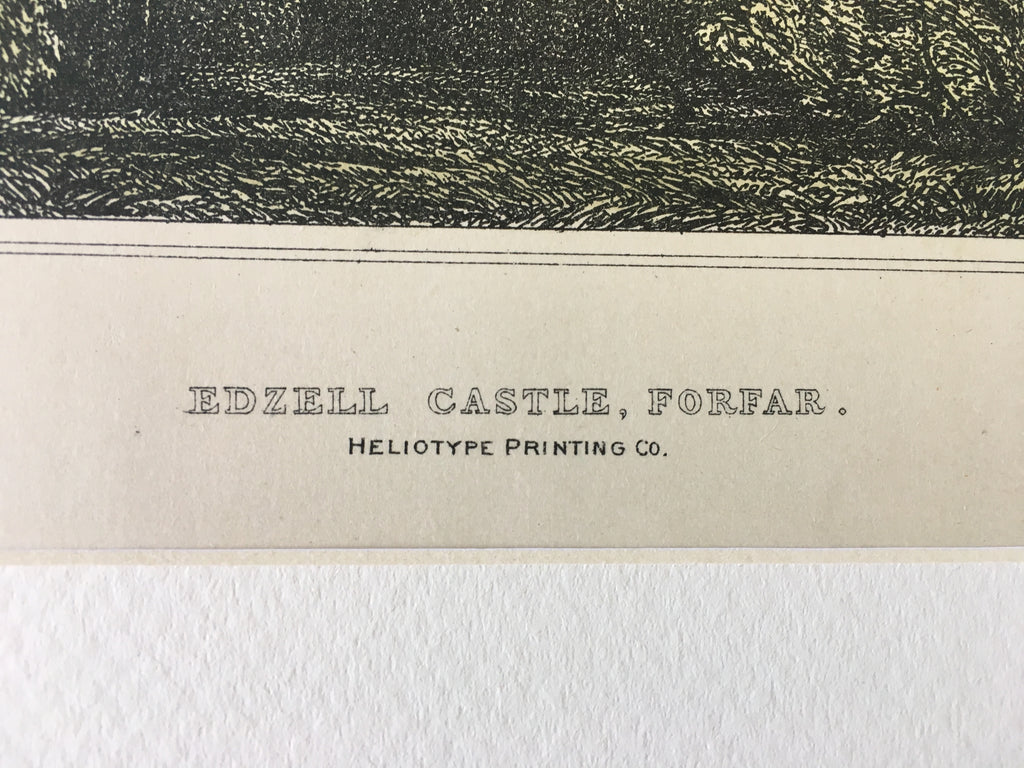 EDZELL CASTLE, FORFAR.
HELIOTYPE PRINTING CO.